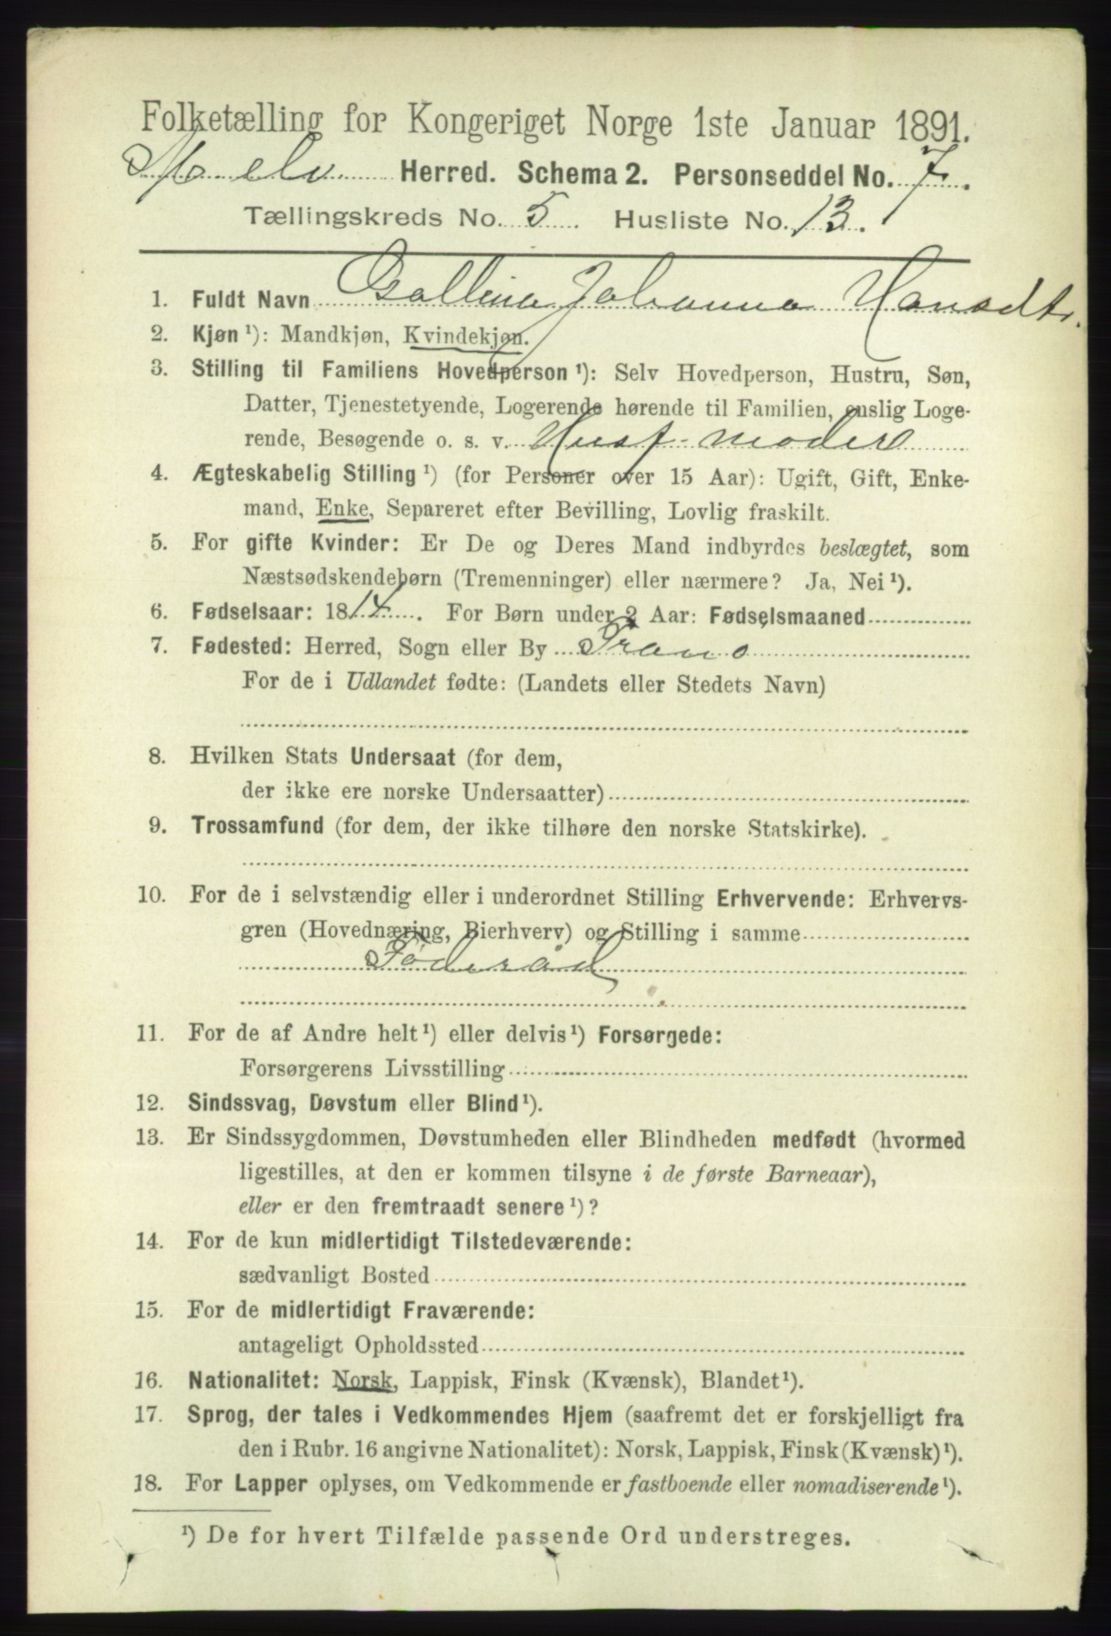 Folketælling for Kongeriget Norge 1ste Januar 1891.
Maalselv Herred. Schema 2. Personseddel No. 7.
Tællingskreds No. 5. Husliste No. 13.
1. Fuldt Navn Gollina Johanna Hansdtr.
2. Kjøn ¹): Mandkjøn, Kvindekjøn.
3. Stilling til Familiens Hovedperson ¹): Selv Hovedperson, Hustru, Søn,
Datter, Tjenestetyende, Logerende hørende til Familien, enslig Loge-
rende, Besøgende o. s. v. Husf. moder
4. Ægteskabelig Stilling ¹) (for Personer over 15 Aar): Ugift, Gift, Enke-
mand, Enke, Separeret efter Bevilling, Lovlig fraskilt.
5. For gifte Kvinder: Er De og Deres Mand indbyrdes beslægtet, som
Næstsødskendebørn (Tremenninger) eller nærmere? Ja, Nei ¹).
6. Fødselsaar: 1814. For Børn under 2 Aar: Fødselsmaaned
7. Fødested: Herred, Sogn eller By Tranø
For de i Udlandet fødte: (Landets eller Stedets Navn)
8. Hvilken Stats Undersaat (for dem,
der ikke ere norske Undersaatter)
9. Trossamfund (for dem, der ikke tilhøre den norske Statskirke).
10. For de i selvstændig eller i underordnet Stilling Erhvervende: Erhvervs-
gren (Hovednæring, Bierhverv) og Stilling i samme
Føderåd
11. For de af Andre helt ¹) eller delvis ¹) Forsørgede:
Forsørgerens Livsstilling
12. Sindssvag, Døvstum eller Blind ¹).
13. Er Sindssygdommen, Døvstumheden eller Blindheden medfødt (hvormed
ligestilles, at den er kommen tilsyne i de første Barneaar),
eller er den fremtraadt senere ¹)?
14. For de kun midlertidigt Tilstedeværende:
sædvanligt Bosted
15. For de midlertidigt Fraværende:
antageligt Opholdssted
16. Nationalitet: Norsk, Lappisk, Finsk (Kvænsk), Blandet ¹).
17. Sprog, der tales i Vedkommendes Hjem (saafremt det er forskjelligt fra
den i Rubr. 16 angivne Nationalitet): Norsk, Lappisk, Finsk (Kvænsk) ¹).
18. For Lapper oplyses, om Vedkommende er fastboende eller nomadiserende ¹).
¹) De for hvert Tilfælde passende Ord understreges.